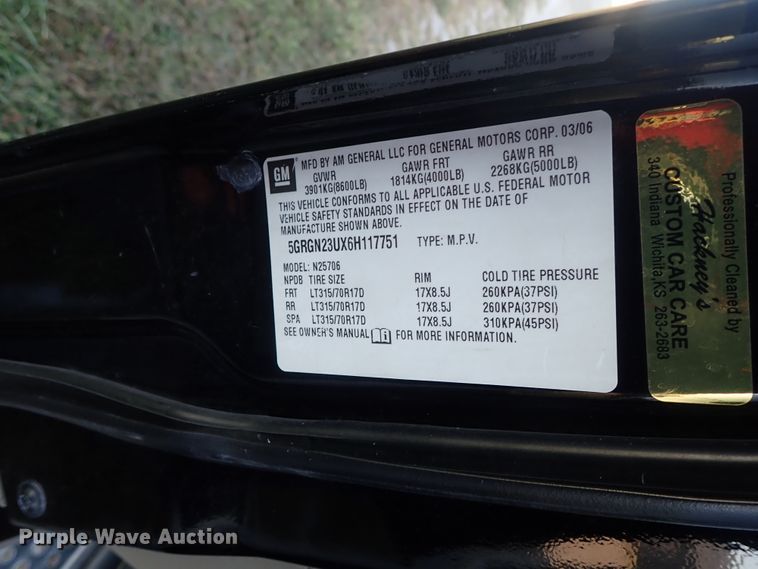 GM
MFD BY AM GENERAL LLC FOR GENERAL MOTORS CORP. 03/06
GVWR GAWR FRT GAWR RR
3901KG(8600LB) 1814KG(4000LB) 2268KG(5000LB)
THIS VEHICLE CONFORMS TO ALL APPLICABLE U.S. FEDERAL MOTOR
VEHICLE SAFETY STANDARDS IN EFFECT ON THE DATE OF
MANUFACTURE SHOWN ABOVE.
5GRGN23UX6H117751 TYPE: M.P.V.
MODEL: N25706
NPDB TIRE SIZE RIM COLD TIRE PRESSURE
FRT LT315/70R17D 17X8.5J 260KPA(37PSI)
RR LT315/70R17D 17X8.5J 260KPA(37PSI)
SPA LT315/70R17D 17X8.5J 310KPA(45PSI)
SEE OWNER'S MANUAL FOR MORE INFORMATION.
Professionally Cleaned by
Hackney's
CUSTOM CAR CARE
340 Indiana Wichita,KS 263-2683
Purple Wave Auction